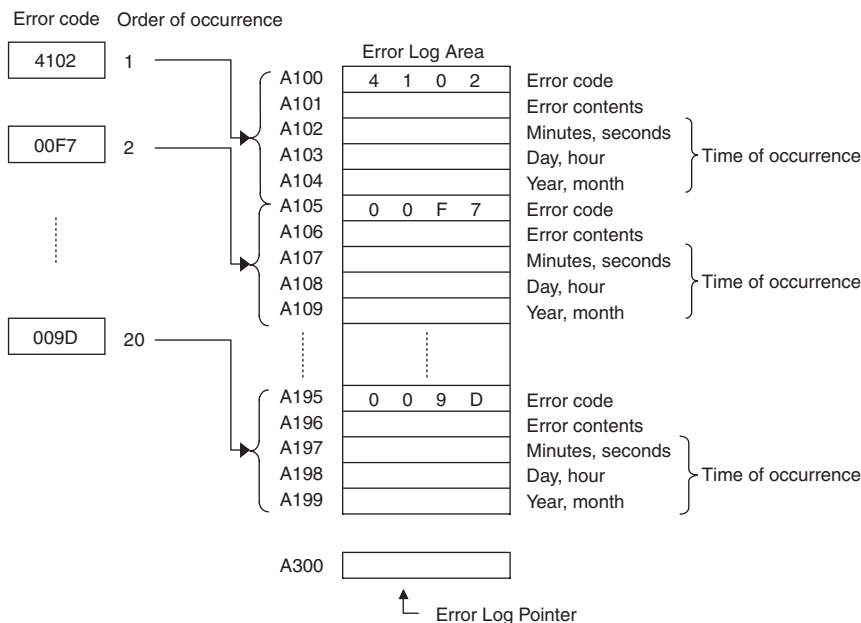 Error code Order of occurrence
4102 1
Error Log Area
A100 4 1 0 2 Error code
A101 Error contents
A102 Minutes, seconds
00F7 2
A103 Day, hour Time of occurrence
A104 Year, month
A105 0 0 F 7 Error code
A106 Error contents
A107 Minutes, seconds
A108 Day, hour Time of occurrence
A109 Year, month
009D 20
A195 0 0 9 D Error code
A196 Error contents
A197 Minutes, seconds
A198 Day, hour Time of occurrence
A199 Year, month
A300
Error Log Pointer